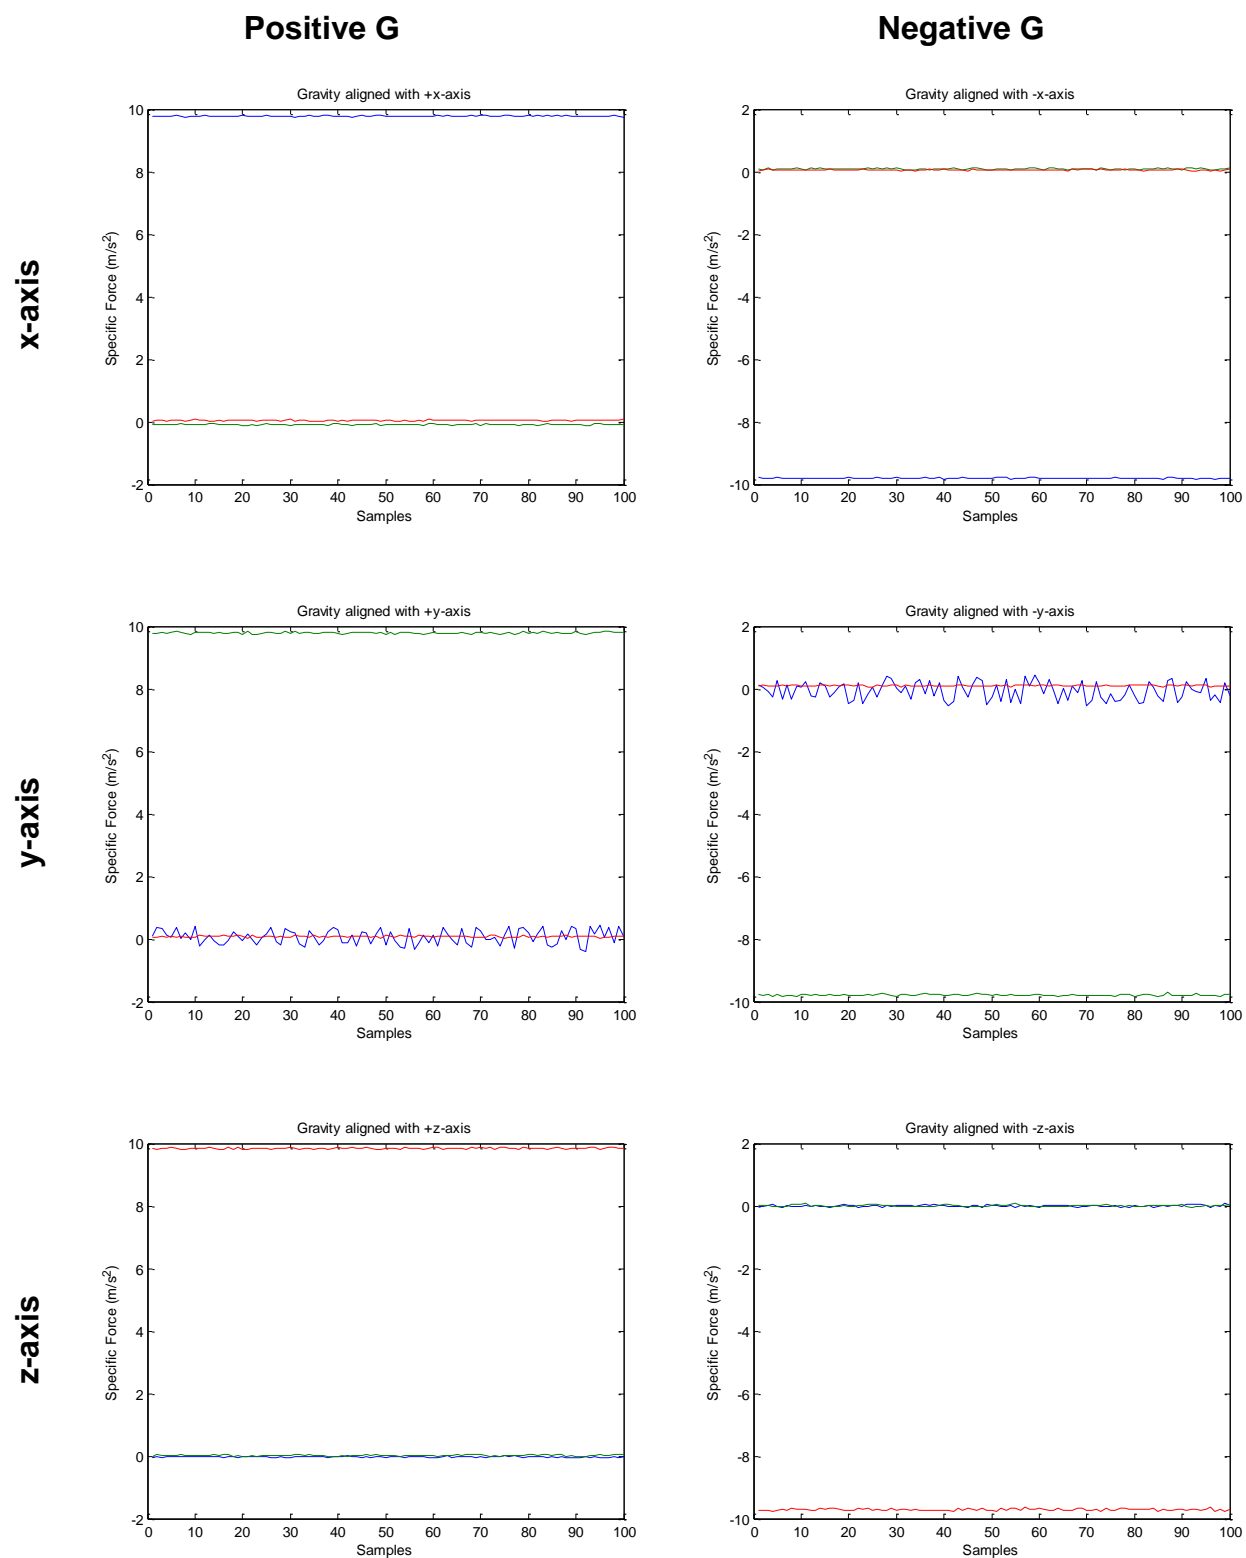 Positive G
Negative G
x-axis
Gravity aligned with +x-axis
Specific Force (m/s2)
10
8
6
4
2
0
-2
0 10 20 30 40 50 60 70 80 90 100
Samples
Gravity aligned with -x-axis
Specific Force (m/s2)
2
0
-2
-4
-6
-8
-10
0 10 20 30 40 50 60 70 80 90 100
Samples
y-axis
Gravity aligned with +y-axis
Specific Force (m/s2)
10
8
6
4
2
0
-2
0 10 20 30 40 50 60 70 80 90 100
Samples
Gravity aligned with -y-axis
Specific Force (m/s2)
2
0
-2
-4
-6
-8
-10
0 10 20 30 40 50 60 70 80 90 100
Samples
z-axis
Gravity aligned with +z-axis
Specific Force (m/s2)
10
8
6
4
2
0
-2
0 10 20 30 40 50 60 70 80 90 100
Samples
Gravity aligned with -z-axis
Specific Force (m/s2)
2
0
-2
-4
-6
-8
-10
0 10 20 30 40 50 60 70 80 90 100
Samples